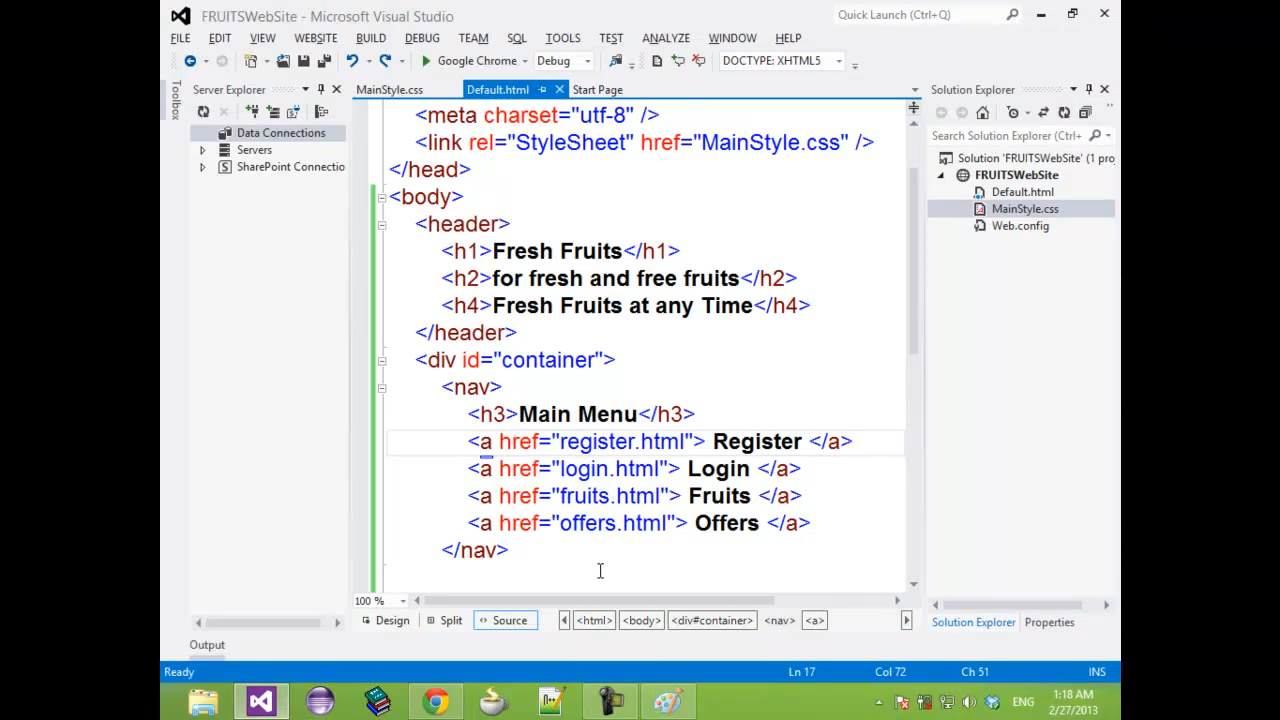 FRUITSWebSite - Microsoft Visual Studio
Quick Launch (Ctrl+Q)
FILE EDIT VIEW WEBSITE BUILD DEBUG TEAM SQL TOOLS TEST ANALYZE WINDOW HELP
Google Chrome Debug DOCTYPE: XHTML5
Toolbox
Server Explorer
MainStyle.css Default.html Start Page
Solution Explorer
Data Connections
Servers
SharePoint Connectio
Search Solution Explorer (Ctrl+
Solution 'FRUITSWebSite' (1 proj
FRUITSWebSite
Default.html
MainStyle.css
Web.config
<meta charset="utf-8" />
<link rel="StyleSheet" href="MainStyle.css" />
</head>
<body>
<header>
<h1>Fresh Fruits</h1>
<h2>for fresh and free fruits</h2>
<h4>Fresh Fruits at any Time</h4>
</header>
<div id="container">
<nav>
<h3>Main Menu</h3>
<a href="register.html"> Register </a>
<a href="login.html"> Login </a>
<a href="fruits.html"> Fruits </a>
<a href="offers.html"> Offers </a>
</nav>
100 %
Design Split Source <html> <body> <div#container> <nav> <a>
Solution Explorer Properties
Output
Ready Ln 17 Col 72 Ch 51 INS
ENG
1:18 AM
2/27/2013